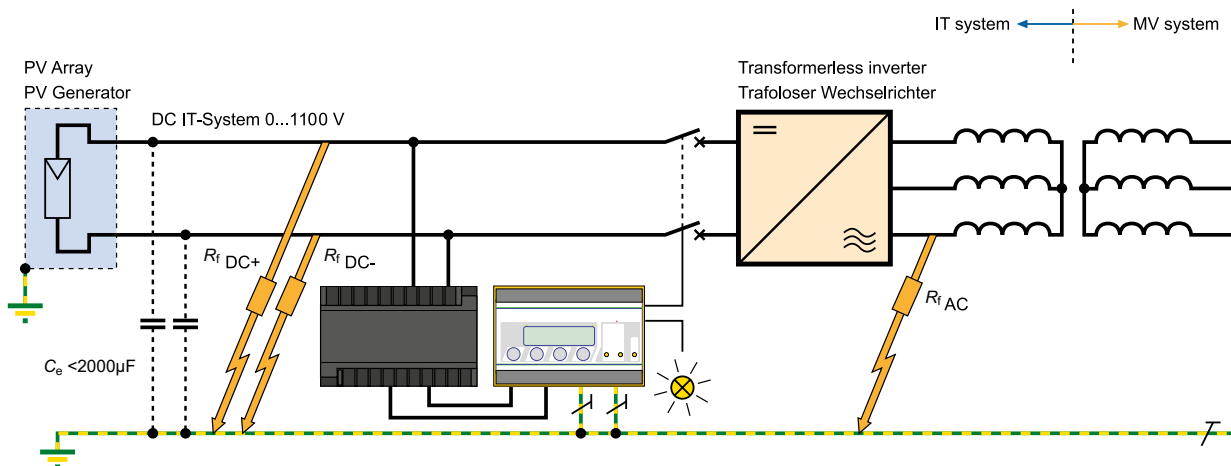 IT system
MV system
PV Array
PV Generator
Transformerless inverter
Trafoloser Wechselrichter
DC IT-System 0...1100 V
Rf DC+
Rf DC-
Rf AC
Ce <2000µF